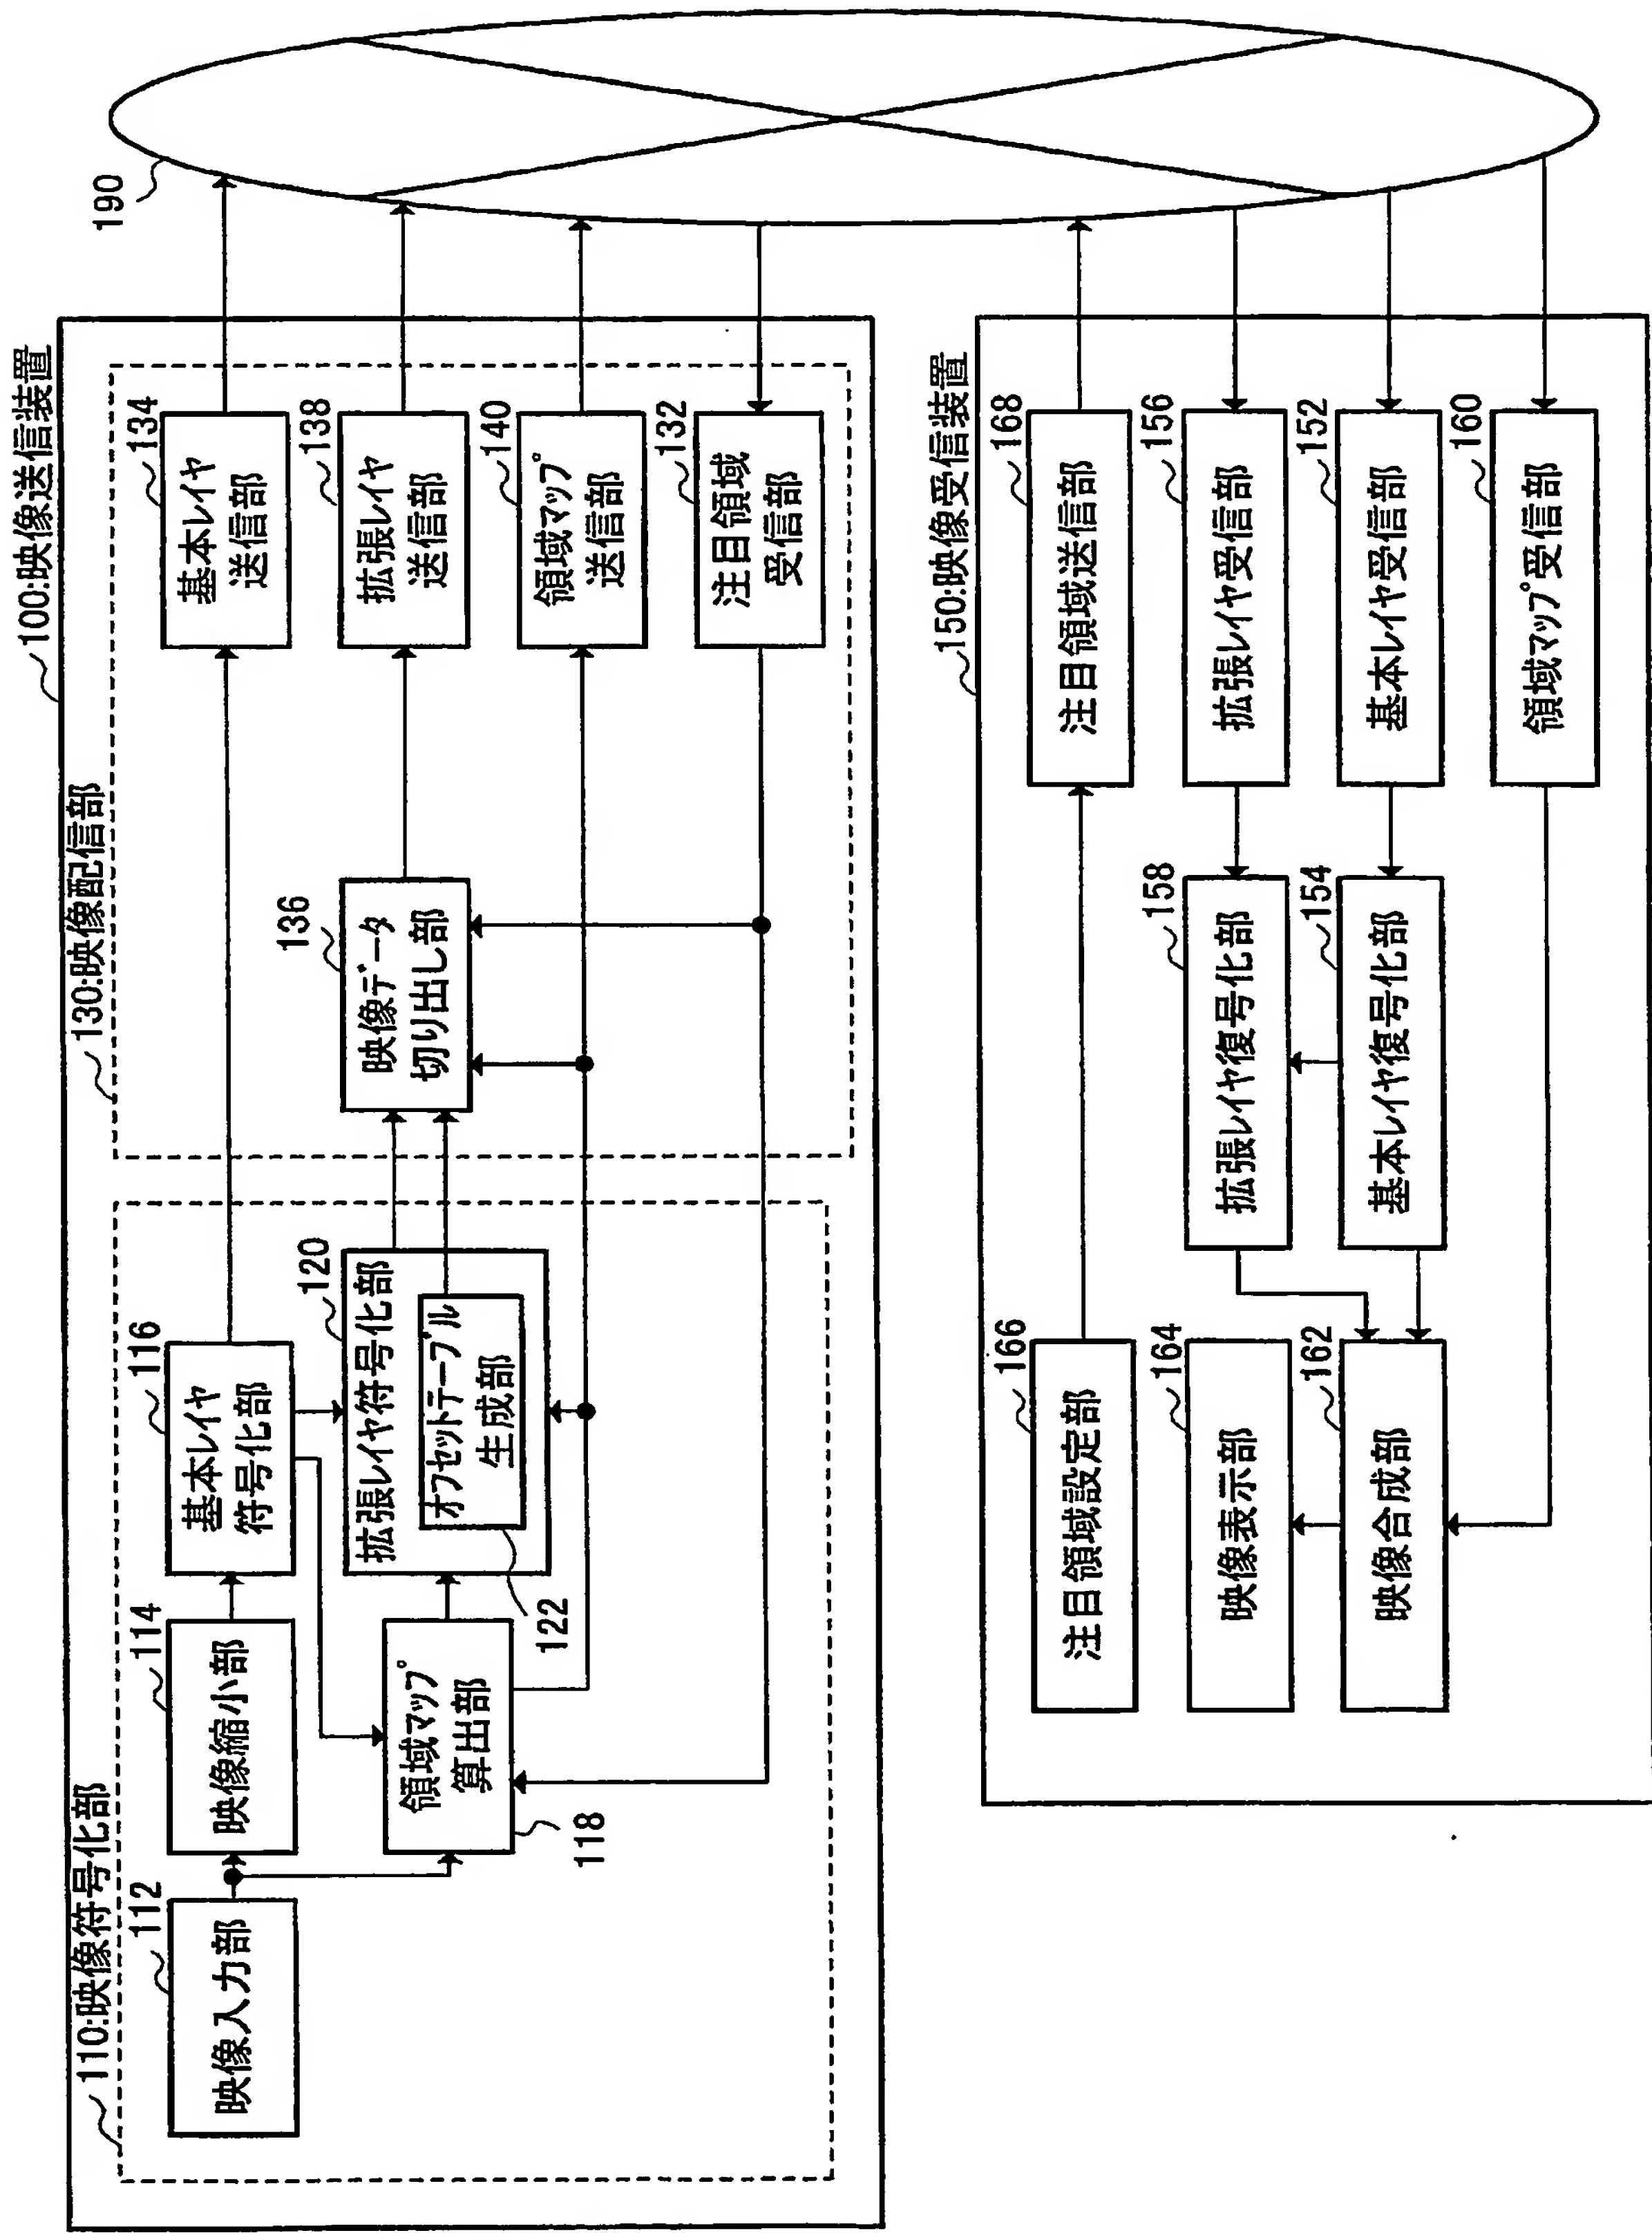 100:映像送信装置
110:映像符号化部
130:映像配信部
112
映像入力部
114
映像縮小部
116
基本レイヤ
符号化部
118
領域マップ
算出部
120
拡張レイヤ符号化部
122
オフセットテーブル
生成部
136
映像データ
切り出し部
134
基本レイヤ
送信部
138
拡張レイヤ
送信部
140
領域マップ
送信部
132
注目領域
受信部
190
150:映像受信装置
166
注目領域設定部
168
注目領域送信部
164
映像表示部
158
拡張レイヤ復号化部
156
拡張レイヤ受信部
162
映像合成部
154
基本レイヤ復号化部
152
基本レイヤ受信部
160
領域マップ受信部